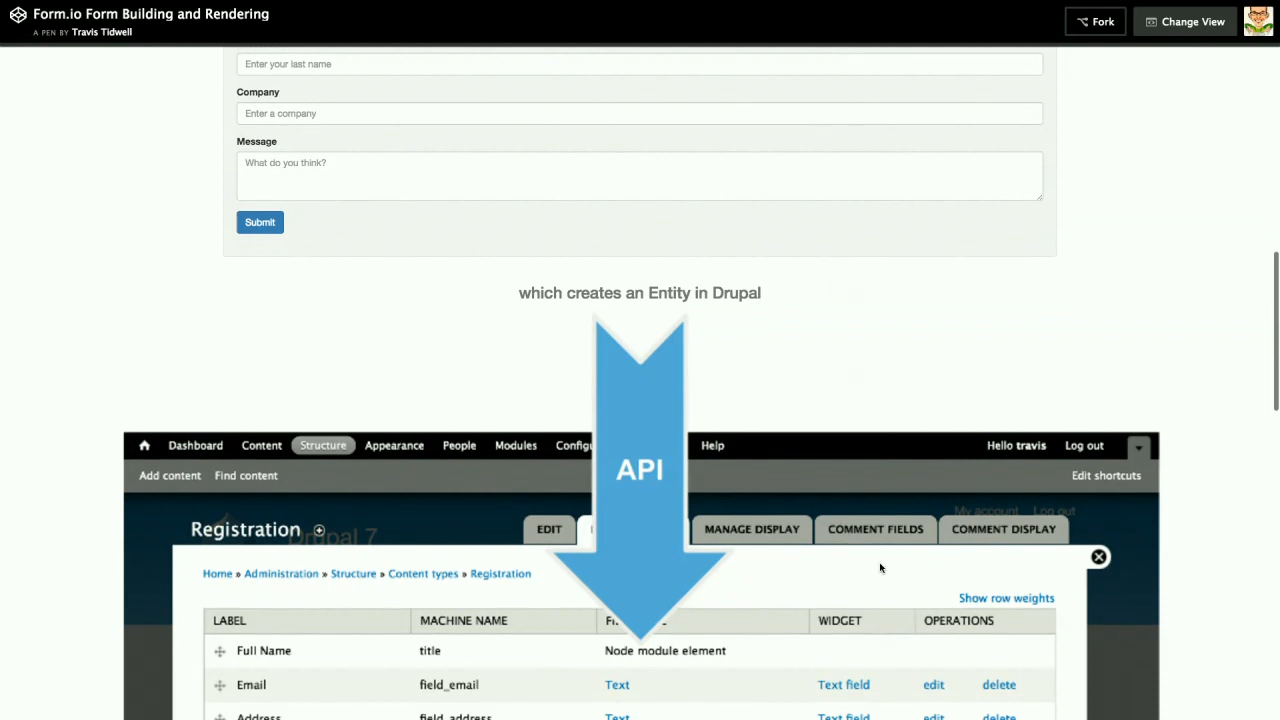 Form.io Form Building and Rendering
A PEN BY Travis Tidwell
Fork
Change View
Enter your last name
Company
Enter a company
Message
What do you think?
Submit
which creates an Entity in Drupal
Dashboard Content Structure Appearance People Modules Help Hello travis Log out
Add content Find content Edit shortcuts
API
My account Log out
Registration Drupal 7 EDIT MANAGE DISPLAY COMMENT FIELDS COMMENT DISPLAY
Home » Administration » Structure » Content types » Registration
Show row weights
LABEL MACHINE NAME WIDGET OPERATIONS
Full Name title Node module element
Email field_email Text Text field edit delete
Address field_address Text Text field edit delete